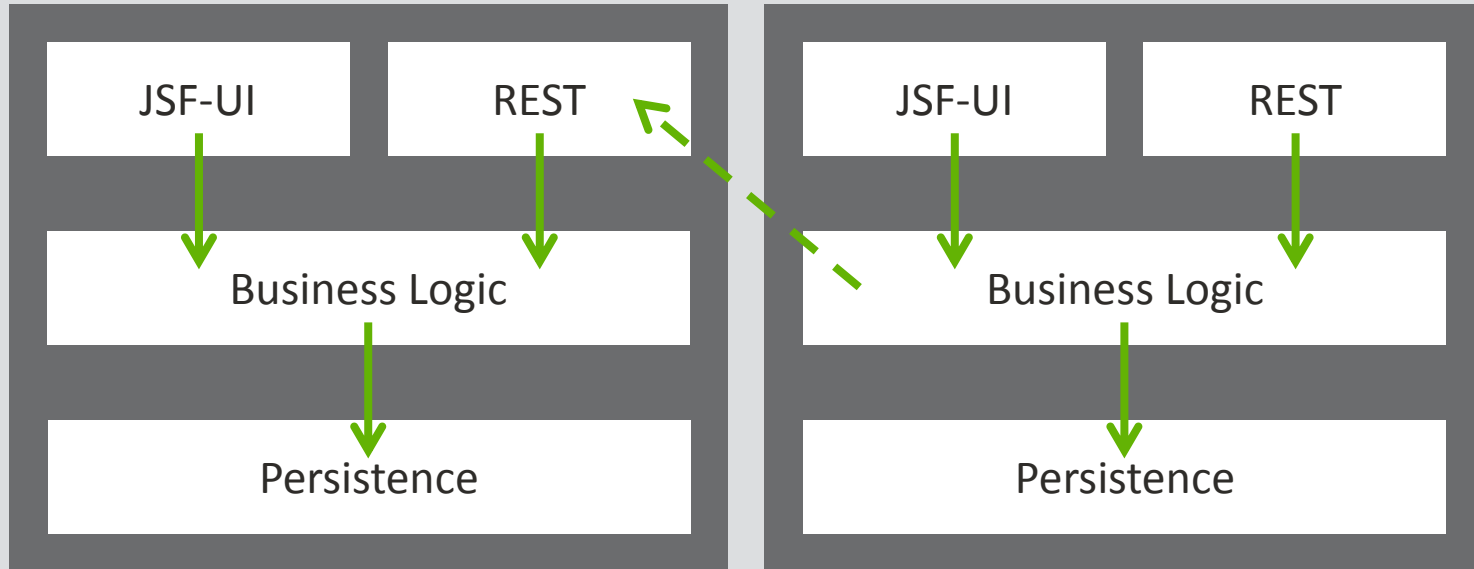 JSF-UI
REST
Business Logic
Persistence
JSF-UI
REST
Business Logic
Persistence